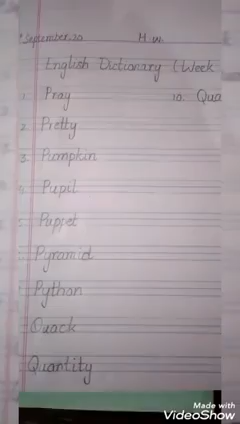 September, 20 H.W.
English Dictionary (Week
1. Pray 10. Qua
2. Pretty
3. Pumpkin
4. Pupil
5. Puppet
Pyramid
Python
Quack
Quantity
Made with
VideoShow